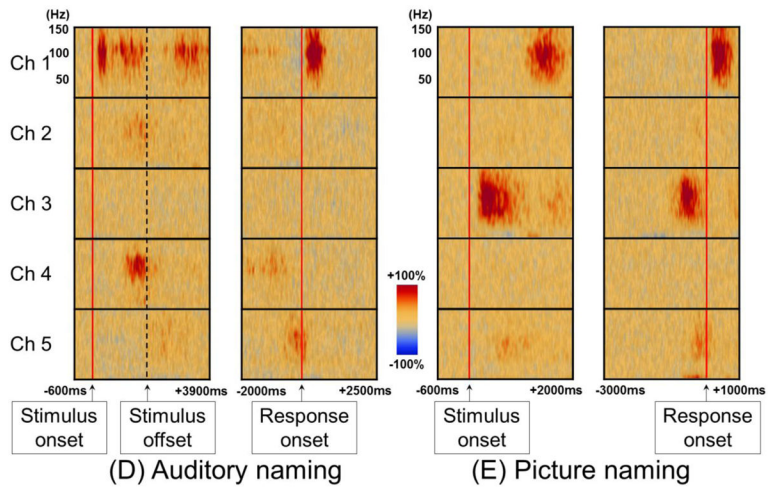 (Hz)
150
100
50
Ch 1
Ch 2
Ch 3
Ch 4
Ch 5
+100%
-100%
-600ms
+3900ms
-2000ms
+2500ms
Stimulus
onset
Stimulus
offset
Response
onset
(D) Auditory naming
(Hz)
150
100
50
-600ms
+2000ms
-3000ms
+1000ms
Stimulus
onset
Response
onset
(E) Picture naming